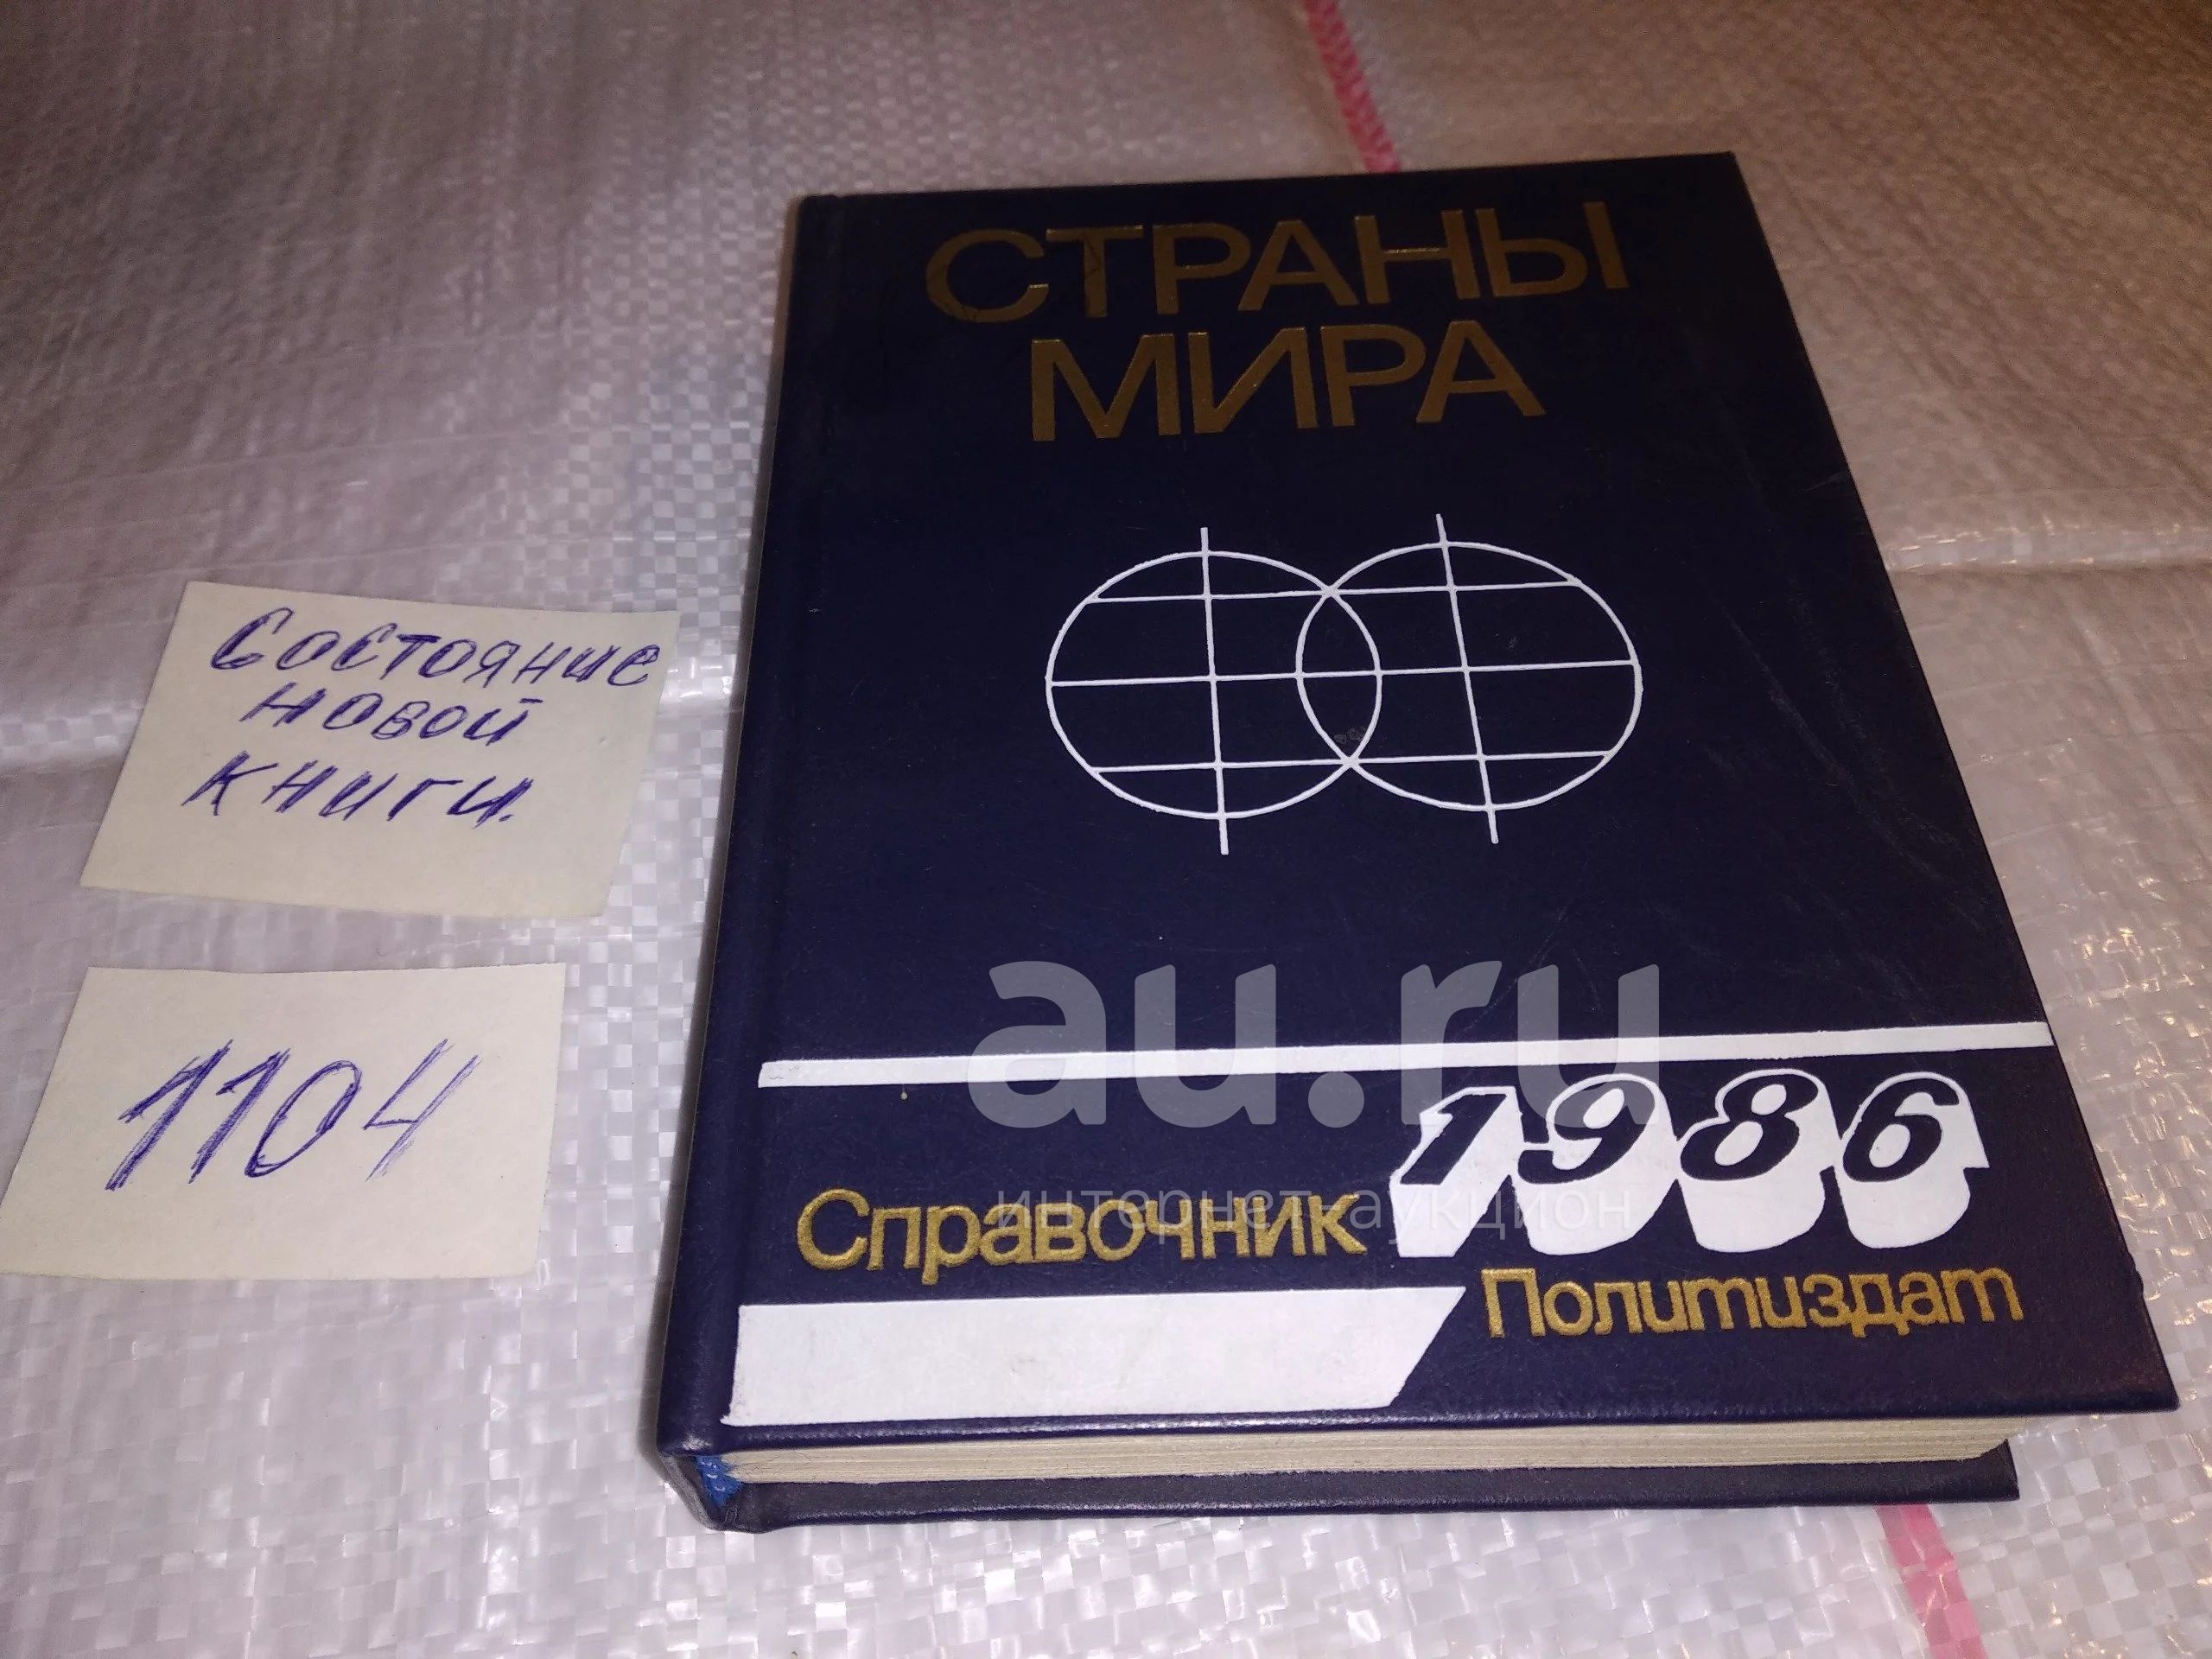 СТРАНЫ
МИРА
Состояние
новой
книги.
1104
au.ru
интернет-аукцион
1986
Справочник
Политиздат